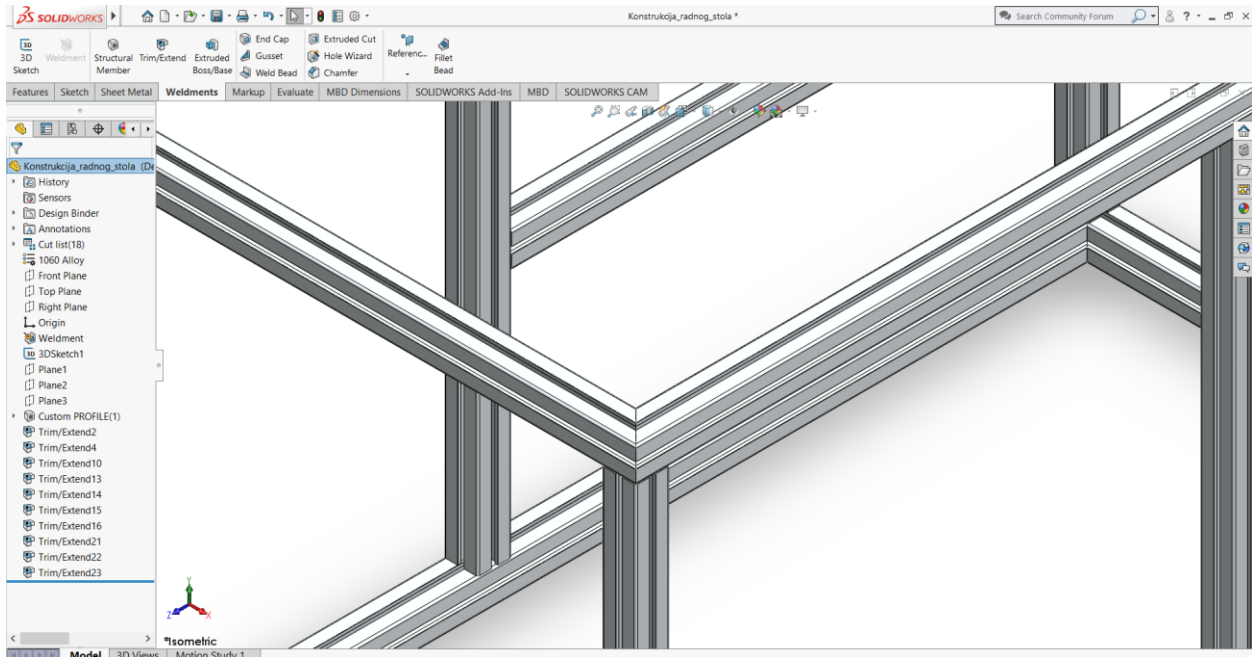 SOLIDWORKS
Konstrukcija_radnog_stola *
Search Community Forum
?
3D Sketch
Weldment
Structural Member
Trim/Extend
Extruded Boss/Base
End Cap
Gusset
Weld Bead
Extruded Cut
Hole Wizard
Chamfer
Referenc...
Fillet Bead
Features Sketch Sheet Metal Weldments Markup Evaluate MBD Dimensions SOLIDWORKS Add-Ins MBD SOLIDWORKS CAM
Konstrukcija_radnog_stola (De
History
Sensors
Design Binder
Annotations
Cut list(18)
1060 Alloy
Front Plane
Top Plane
Right Plane
Origin
Weldment
3DSketch1
Plane1
Plane2
Plane3
Custom PROFILE(1)
Trim/Extend2
Trim/Extend4
Trim/Extend10
Trim/Extend13
Trim/Extend14
Trim/Extend15
Trim/Extend16
Trim/Extend21
Trim/Extend22
Trim/Extend23
Y
Z
X
*Isometric
Model 3D Views Motion Study 1